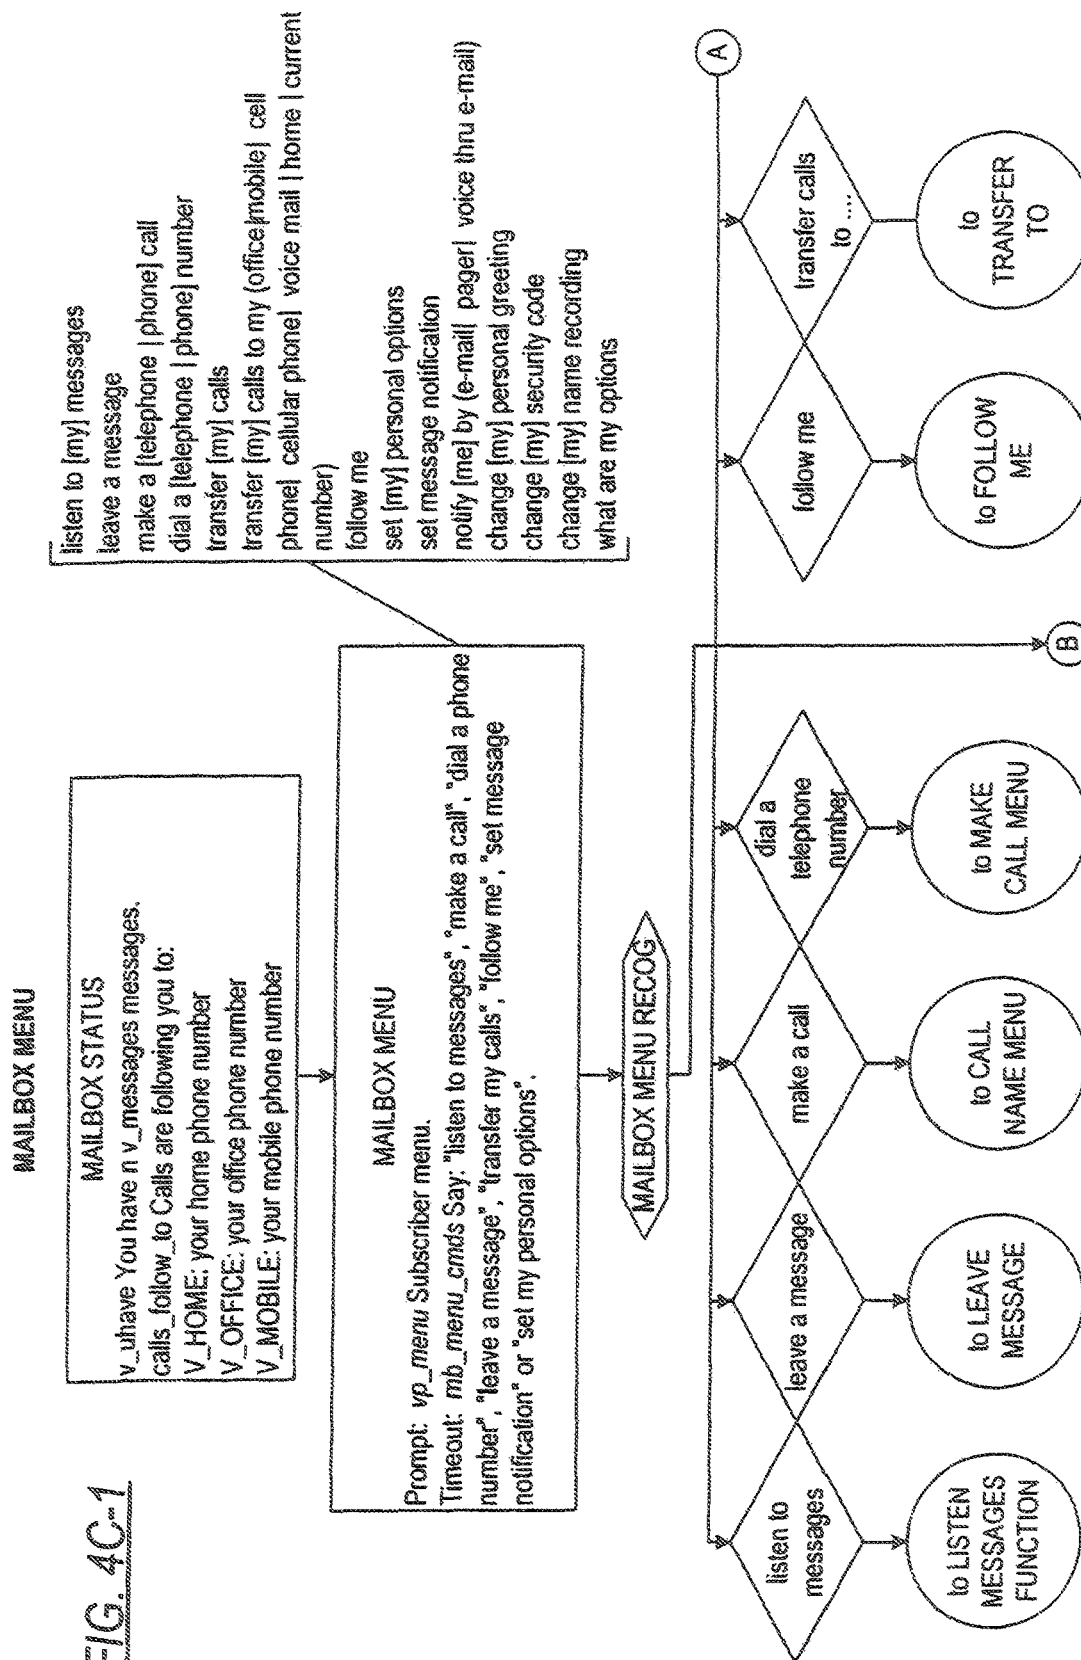 FIG. 4C-1
MAILBOX MENU
MAILBOX STATUS
v_uhave You have n v_messages messages.
calls_follow_to Calls are following you to:
V_HOME: your home phone number
V_OFFICE: your office phone number
V_MOBILE: your mobile phone number
MAILBOX MENU
Prompt: vp_menu Subscriber menu.
Timeout: mb_menu_cmds Say: "listen to messages", "make a call", "dial a phone
number", "leave a message", "transfer my calls", "follow me", "set message
notification" or "set my personal options".
listen to [my] messages
leave a message
make a [telephone | phone] call
dial a [telephone | phone] number
transfer [my] calls
transfer [my] calls to my (office|mobile| cell
phone| cellular phone| voice mail | home | current
number)
follow me
set [my] personal options
set message notification
notify [me] by (e-mail| pager| voice thru e-mail)
change [my] personal greeting
change [my] security code
change [my] name recording
what are my options
MAILBOX MENU RECOG
A
B
listen to
messages
leave a message
make a call
dial a
telephone
number
follow me
transfer calls
to ....
to LISTEN
MESSAGES
FUNCTION
to LEAVE
MESSAGE
to CALL
NAME MENU
to MAKE
CALL MENU
to FOLLOW
ME
to
TRANSFER
TO